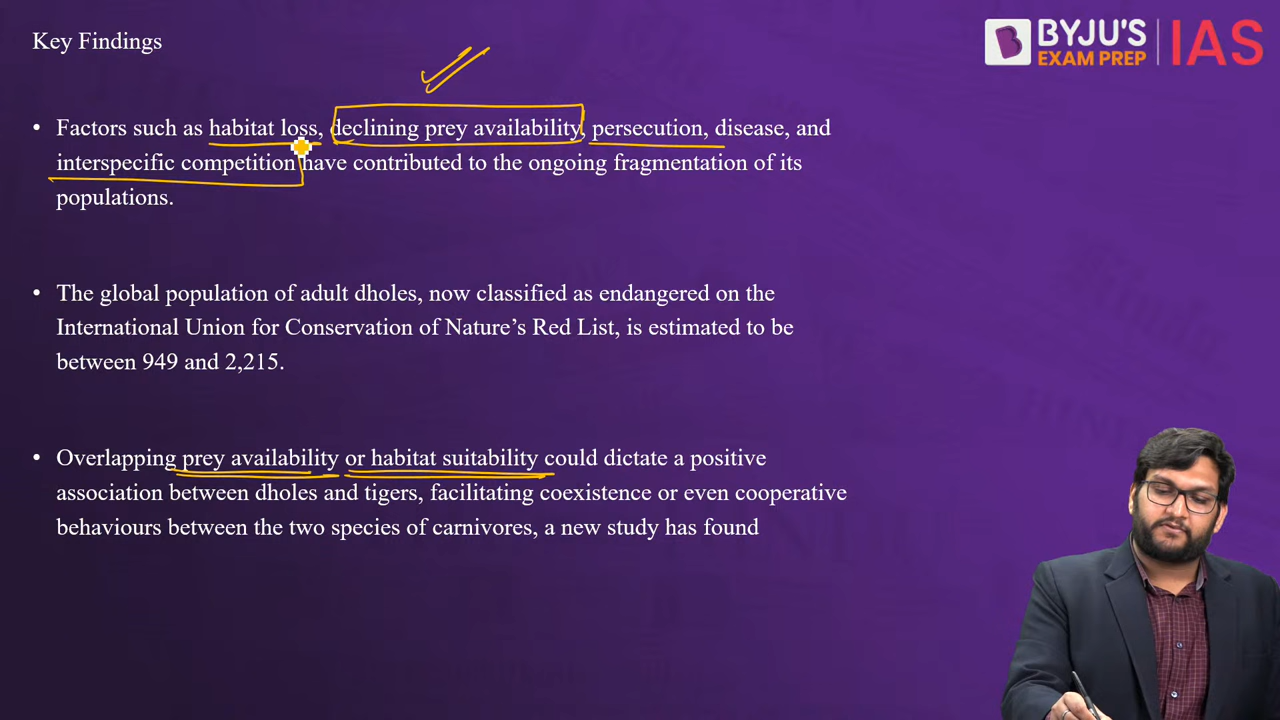 Key Findings
BYJU'S
EXAM PREP
IAS
• Factors such as habitat loss, declining prey availability, persecution, disease, and
interspecific competition have contributed to the ongoing fragmentation of its
populations.
• The global population of adult dholes, now classified as endangered on the
International Union for Conservation of Nature’s Red List, is estimated to be
between 949 and 2,215.
• Overlapping prey availability or habitat suitability could dictate a positive
association between dholes and tigers, facilitating coexistence or even cooperative
behaviours between the two species of carnivores, a new study has found